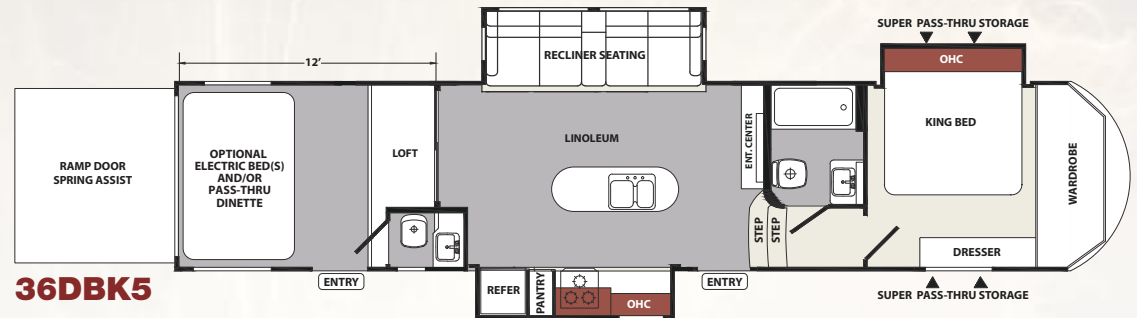 SUPER PASS-THRU STORAGE
RECLINER SEATING
OHC
12'
KING BED
LINOLEUM
ENT. CENTER
WARDROBE
RAMP DOOR
SPRING ASSIST
OPTIONAL
ELECTRIC BED(S)
AND/OR
PASS-THRU
DINETTE
LOFT
STEP
STEP
DRESSER
ENTRY
REFER
PANTRY
OHC
ENTRY
SUPER PASS-THRU STORAGE
36DBK5